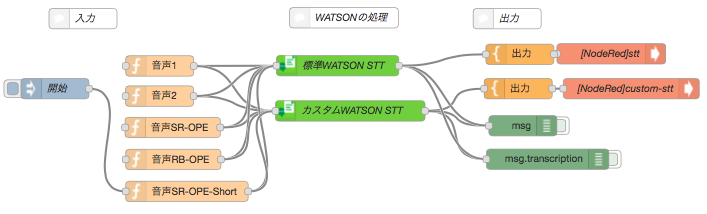 入力
WATSONの処理
出力
音声1
標準WATSON STT
出力
[NodeRed]stt
開始
音声2
カスタムWATSON STT
出力
[NodeRed]custom-stt
音声SR-OPE
msg
音声RB-OPE
msg.transcription
音声SR-OPE-Short